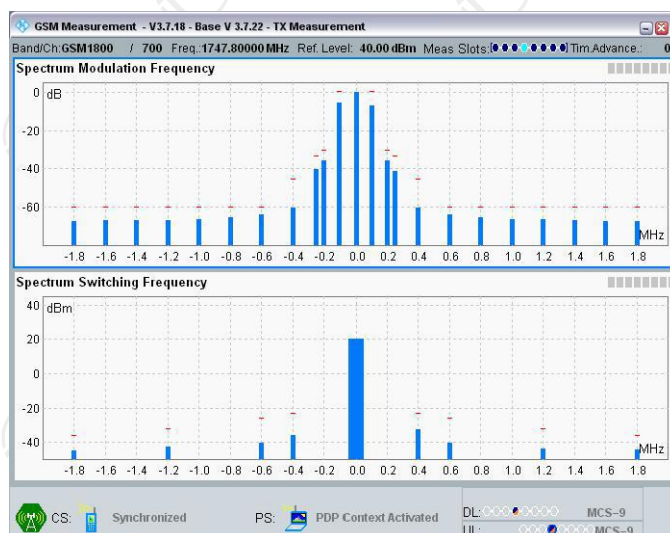 GSM Measurement - V3.7.18 - Base V 3.7.22 - TX Measurement
Band/Ch:GSM1800 / 700 Freq.:1747.80000 MHz Ref. Level: 40.00 dBm Meas Slots: Tim.Advance.: 0
Spectrum Modulation Frequency
0 dB
-20
-40
-60
MHz
-1.8 -1.6 -1.4 -1.2 -1.0 -0.8 -0.6 -0.4 -0.2 0.0 0.2 0.4 0.6 0.8 1.0 1.2 1.4 1.6 1.8
Spectrum Switching Frequency
40 dBm
20
0
-20
-40
MHz
-1.8 -1.6 -1.4 -1.2 -1.0 -0.8 -0.6 -0.4 -0.2 0.0 0.2 0.4 0.6 0.8 1.0 1.2 1.4 1.6 1.8
CS: Synchronized PS: PDP Context Activated DL: MCS-9
UL: MCS-9